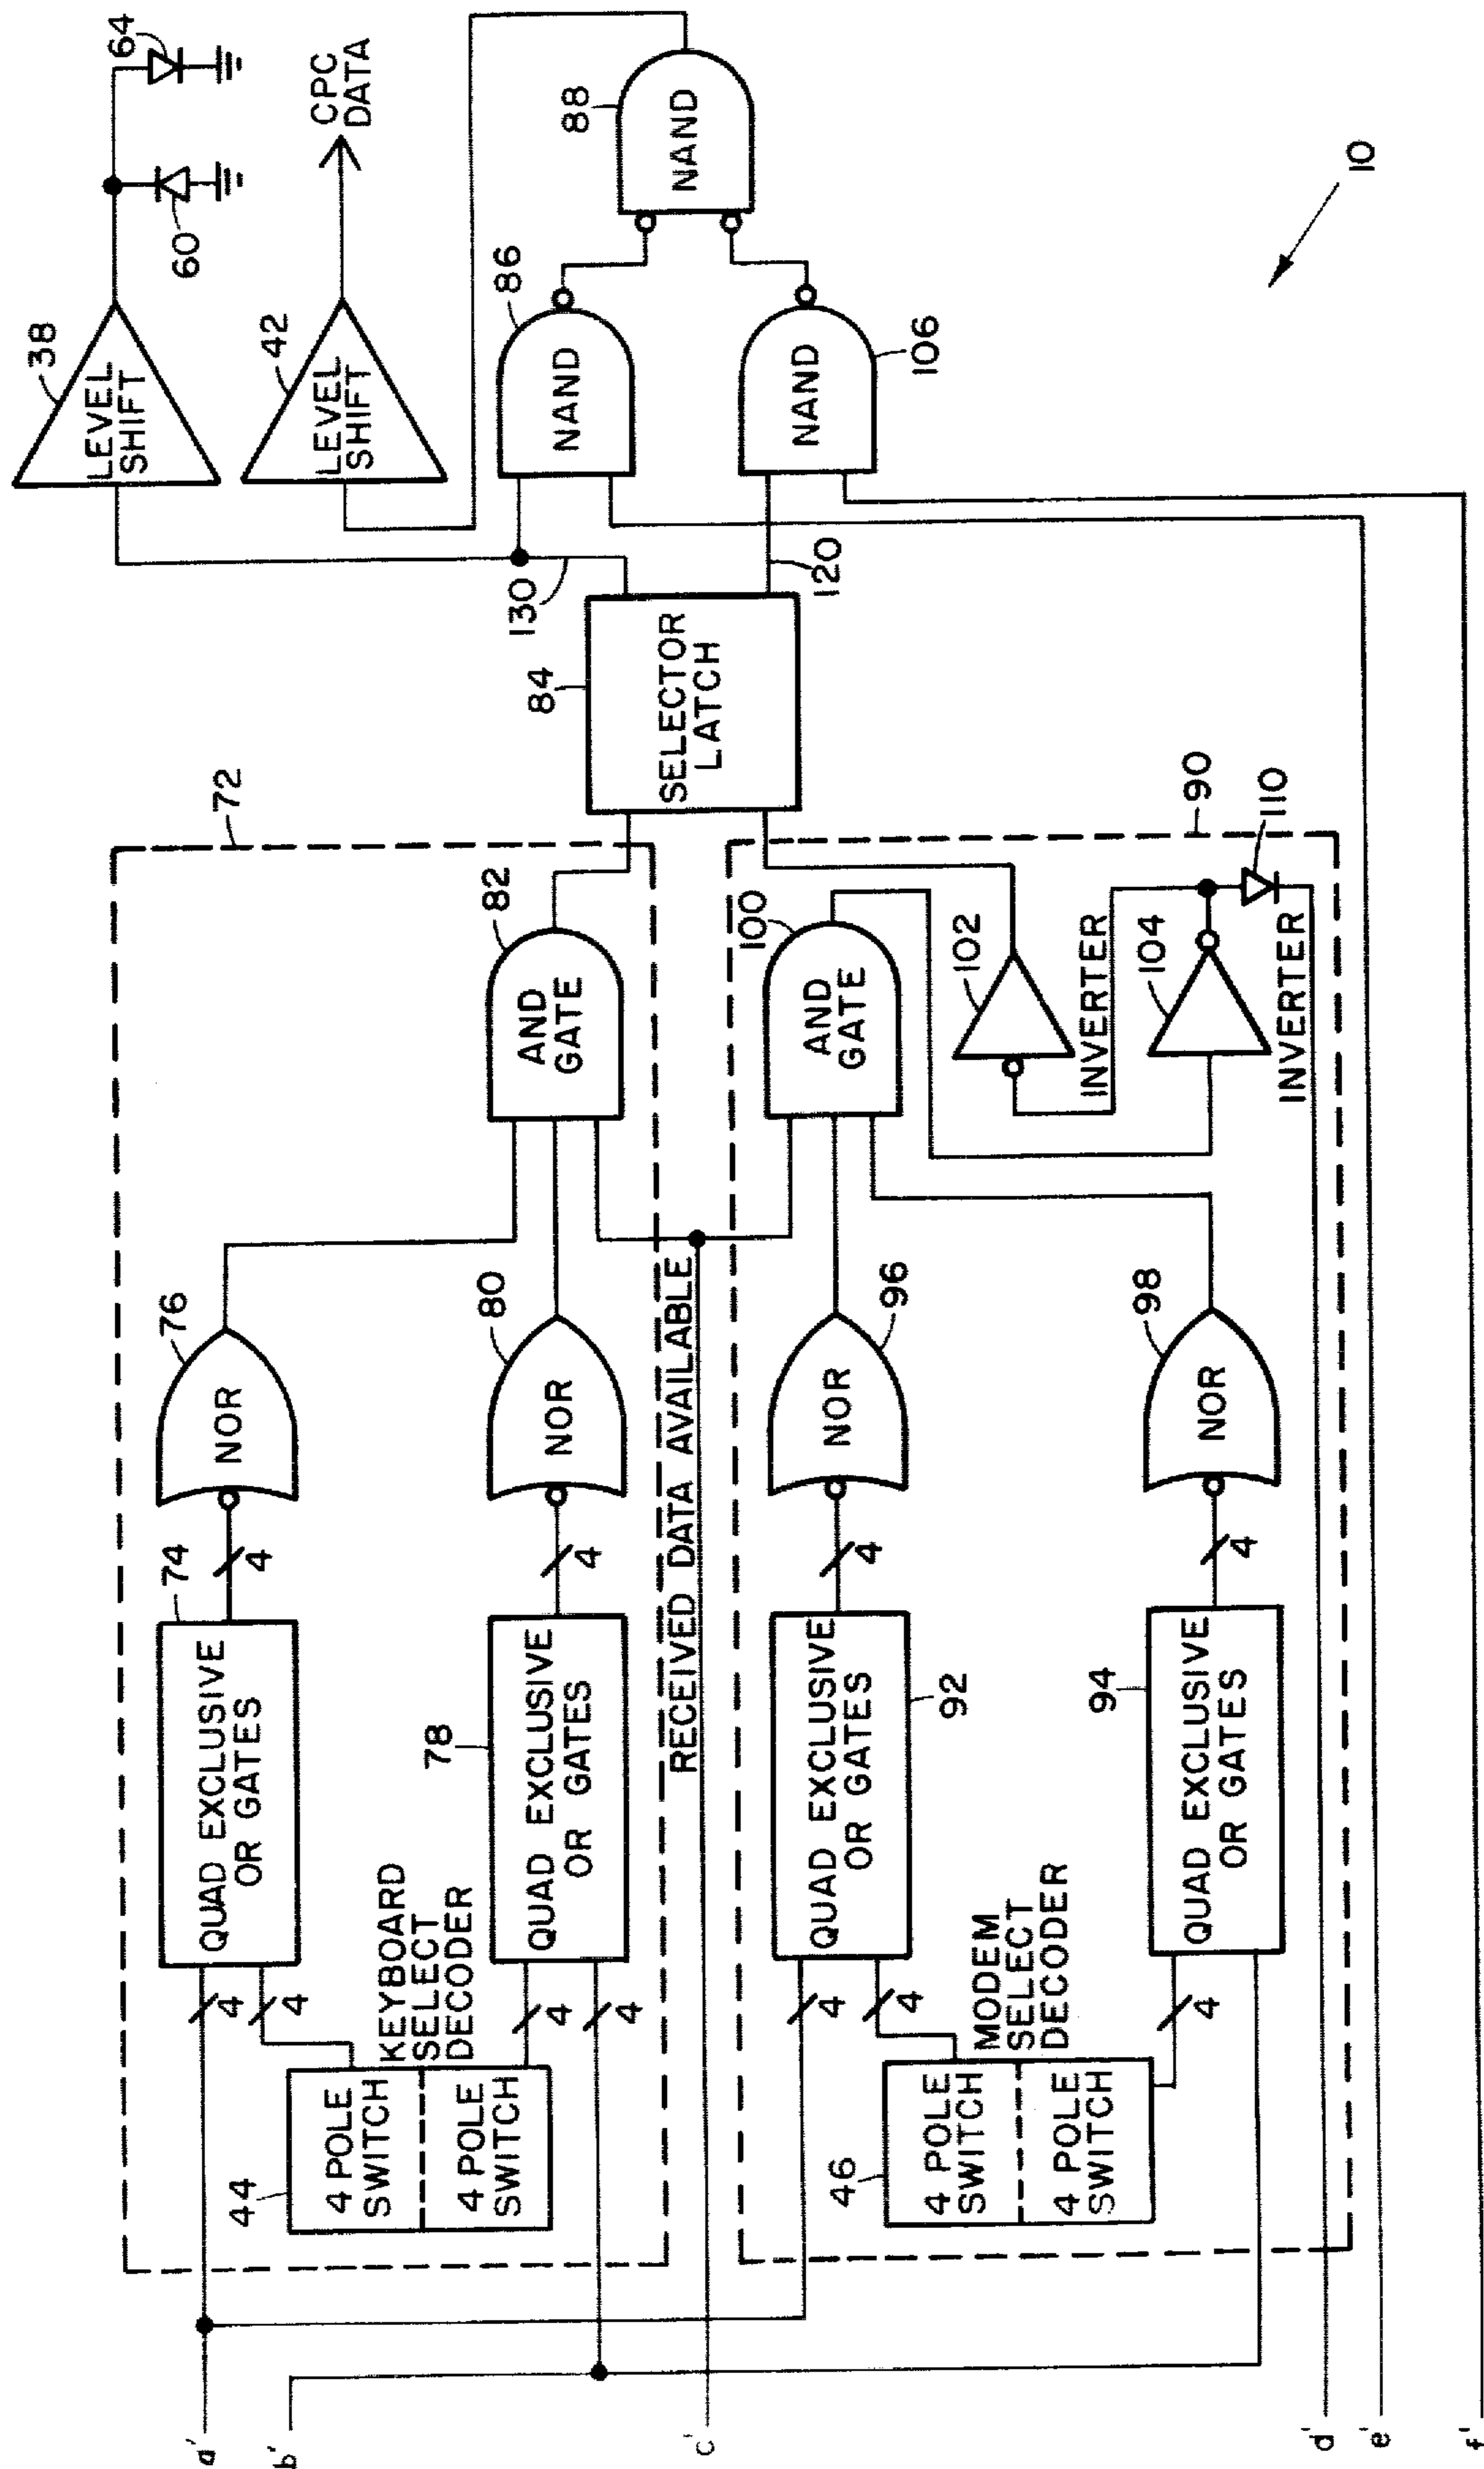 72
76
74
NOR
QUAD EXCLUSIVE
OR GATES
4
4
4
44
4 POLE
SWITCH
4 POLE
SWITCH
KEYBOARD
SELECT
DECODER
78
QUAD EXCLUSIVE
OR GATES
4
4
4
80
NOR
82
AND
GATE
RECEIVED DATA AVAILABLE
84
SELECTOR
LATCH
130
120
38
LEVEL
SHIFT
60
64
42
LEVEL
SHIFT
CPC
DATA
86
NAND
88
NAND
106
NAND
10
90
46
4 POLE
SWITCH
4 POLE
SWITCH
MODEM
SELECT
DECODER
4
4
4
QUAD EXCLUSIVE
OR GATES
92
4
96
NOR
94
QUAD EXCLUSIVE
OR GATES
4
98
NOR
100
AND
GATE
102
INVERTER
104
INVERTER
110
a'
b'
c'
d'
e'
f'